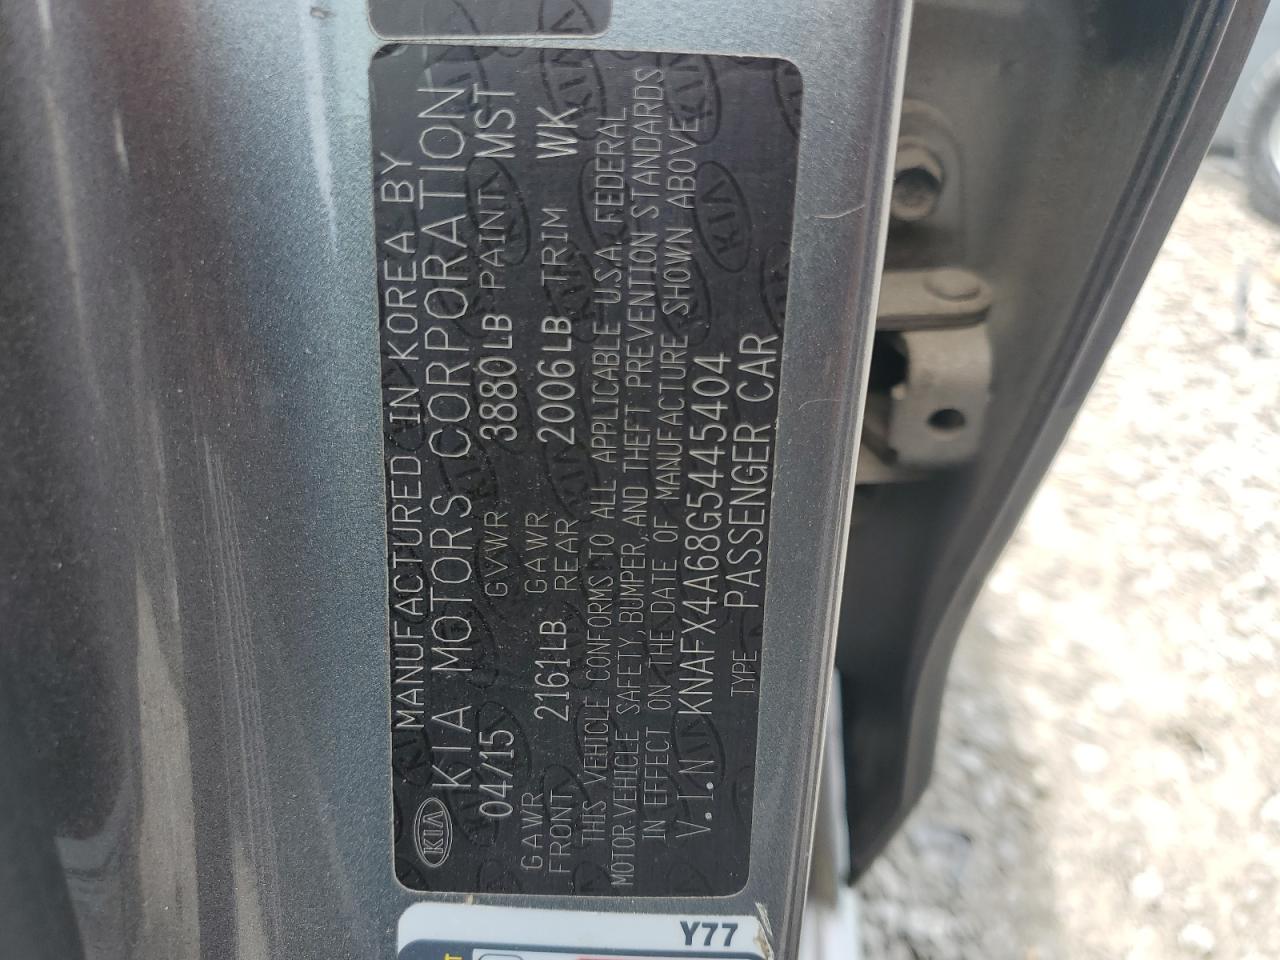 MANUFACTURED IN KOREA BY
KIA KIA MOTORS CORPORATION
04/15 GVWR 3880LB PAINT MST
GAWR FRONT 2161LB GAWR REAR 2006LB TRIM WK
THIS VEHICLE CONFORMS TO ALL APPLICABLE U.S.A. FEDERAL
MOTOR VEHICLE SAFETY, BUMPER, AND THEFT PREVENTION STANDARDS
IN EFFECT ON THE DATE OF MANUFACTURE SHOWN ABOVE
V.I.N KNAFX4A68G5445404
TYPE PASSENGER CAR
Y77